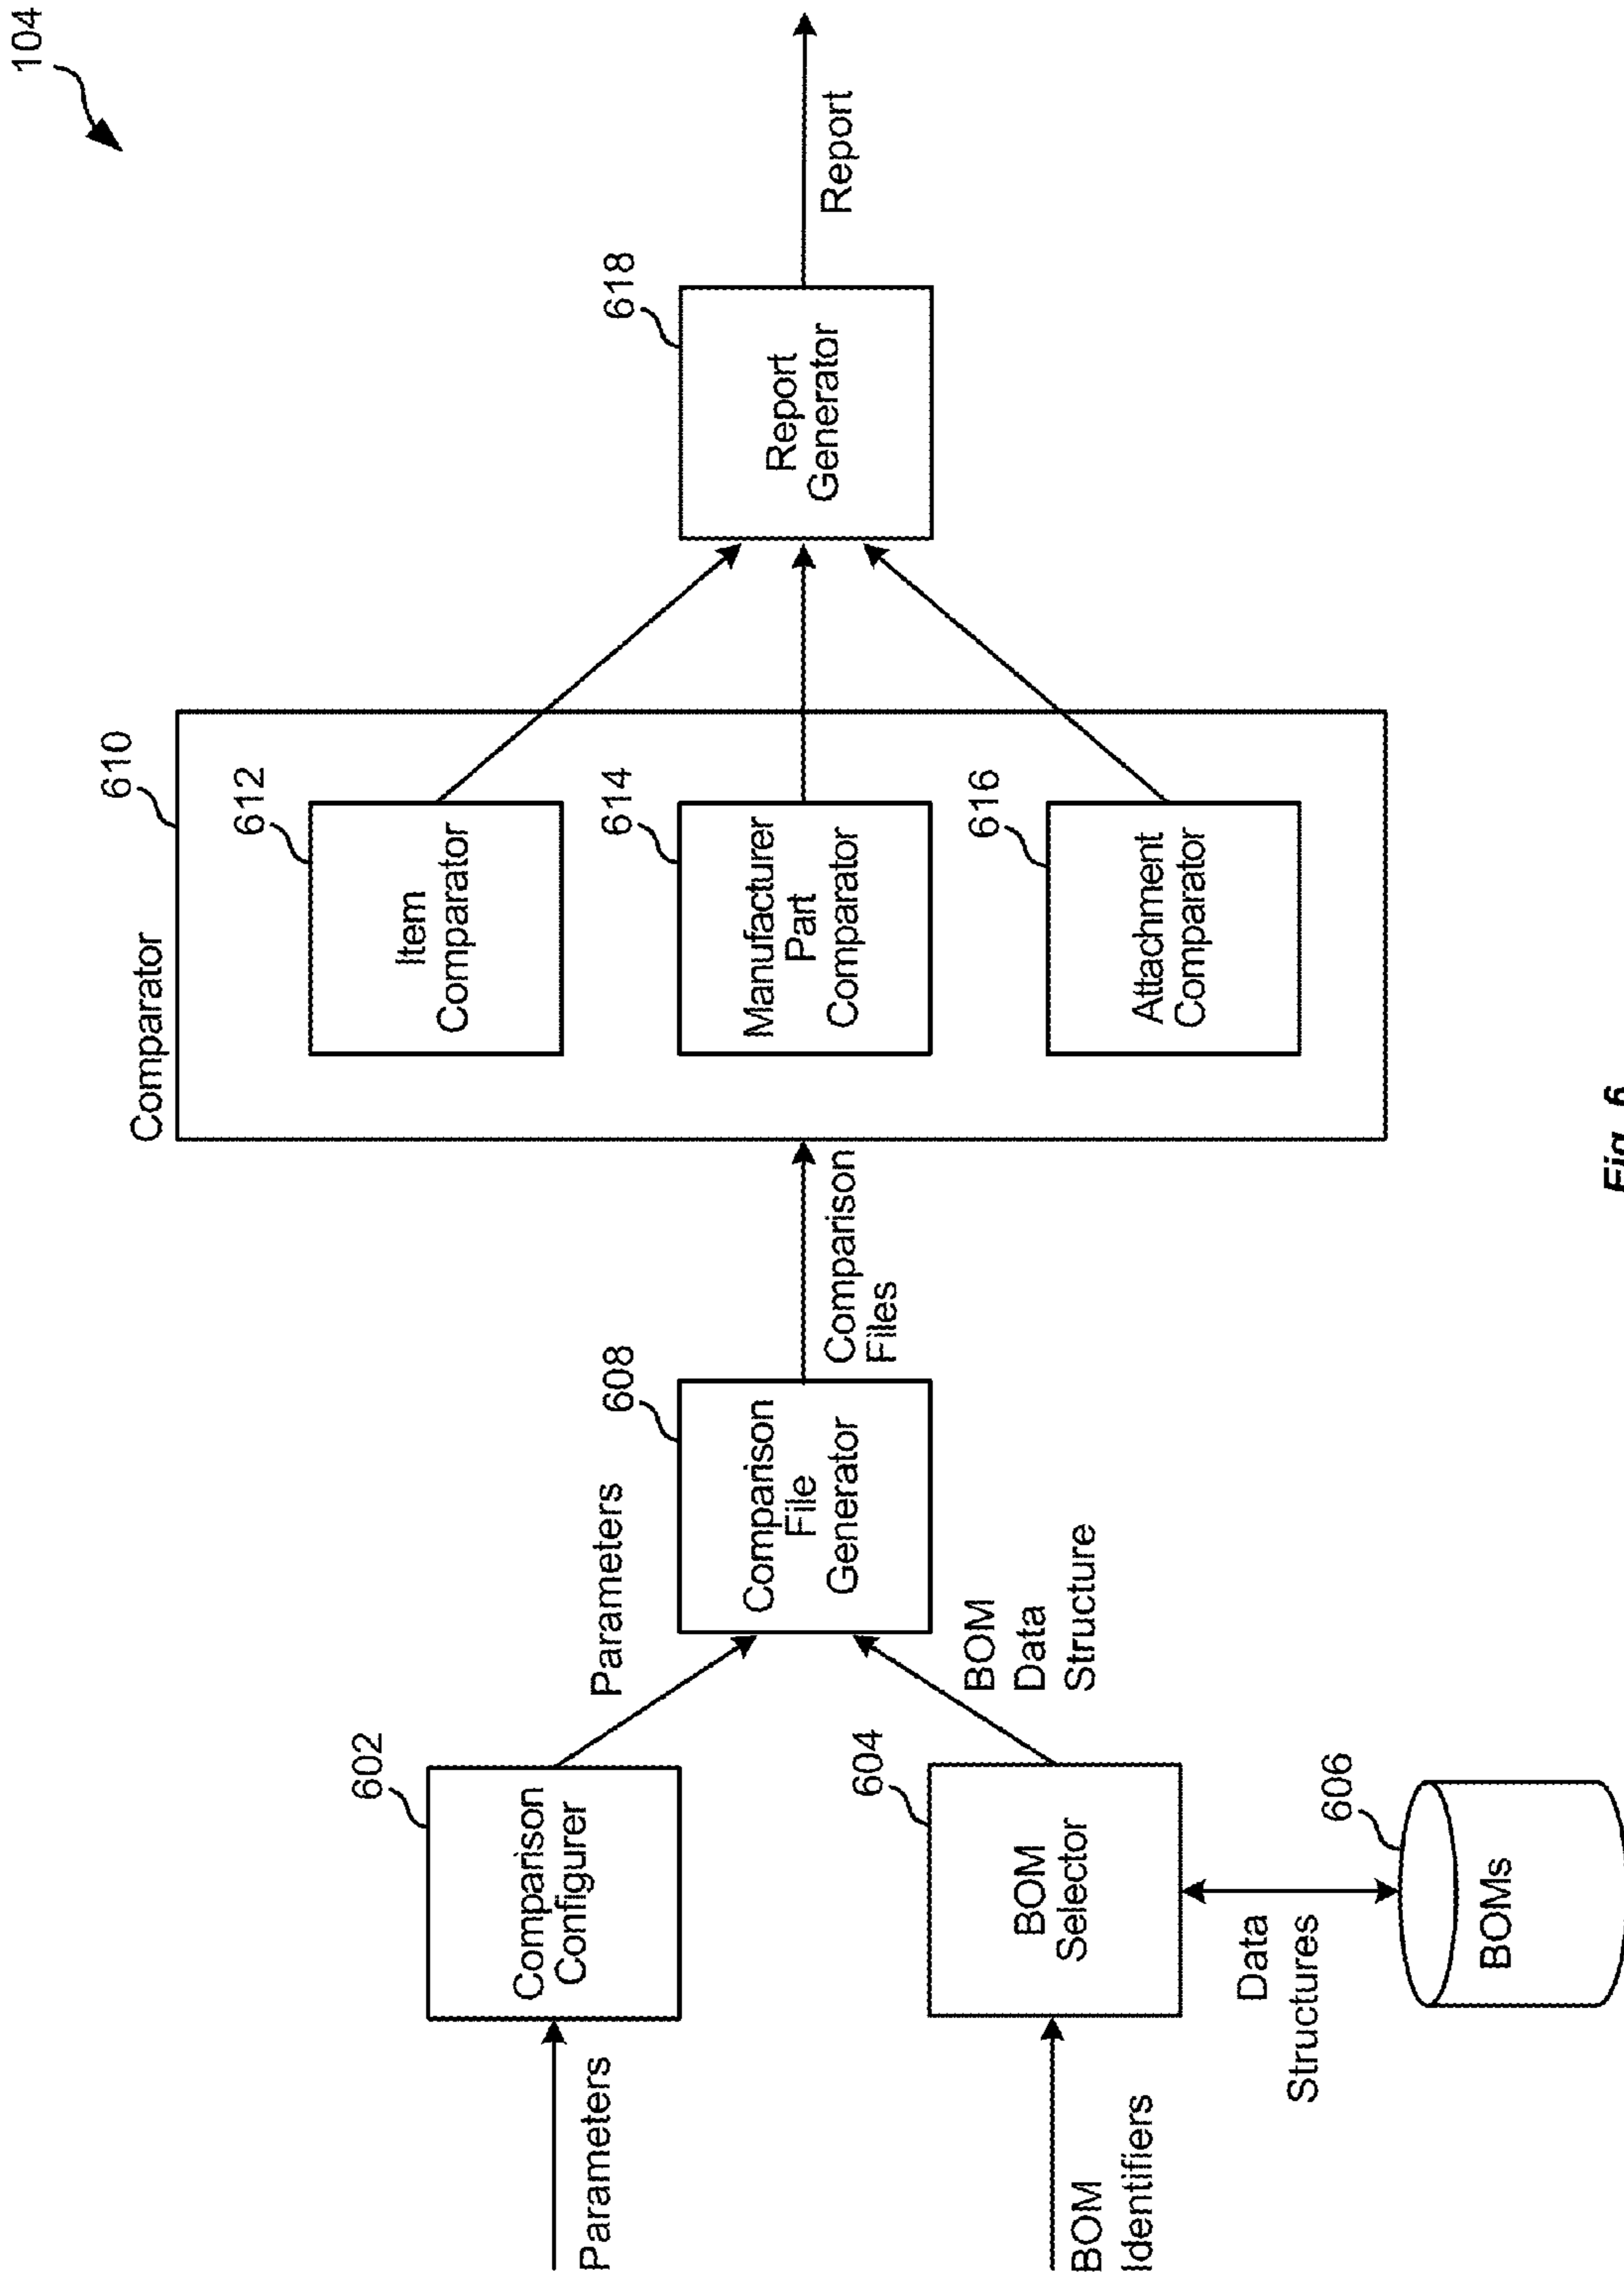 104
Parameters
602
Comparison
Configurer
Parameters
BOM
Identifiers
604
BOM
Selector
BOM
Data
Structure
Data
Structures
606
BOMs
608
Comparison
File
Generator
Comparison
Files
Comparator
610
612
Item
Comparator
614
Manufacturer
Part
Comparator
616
Attachment
Comparator
618
Report
Generator
Report
Fig. 6